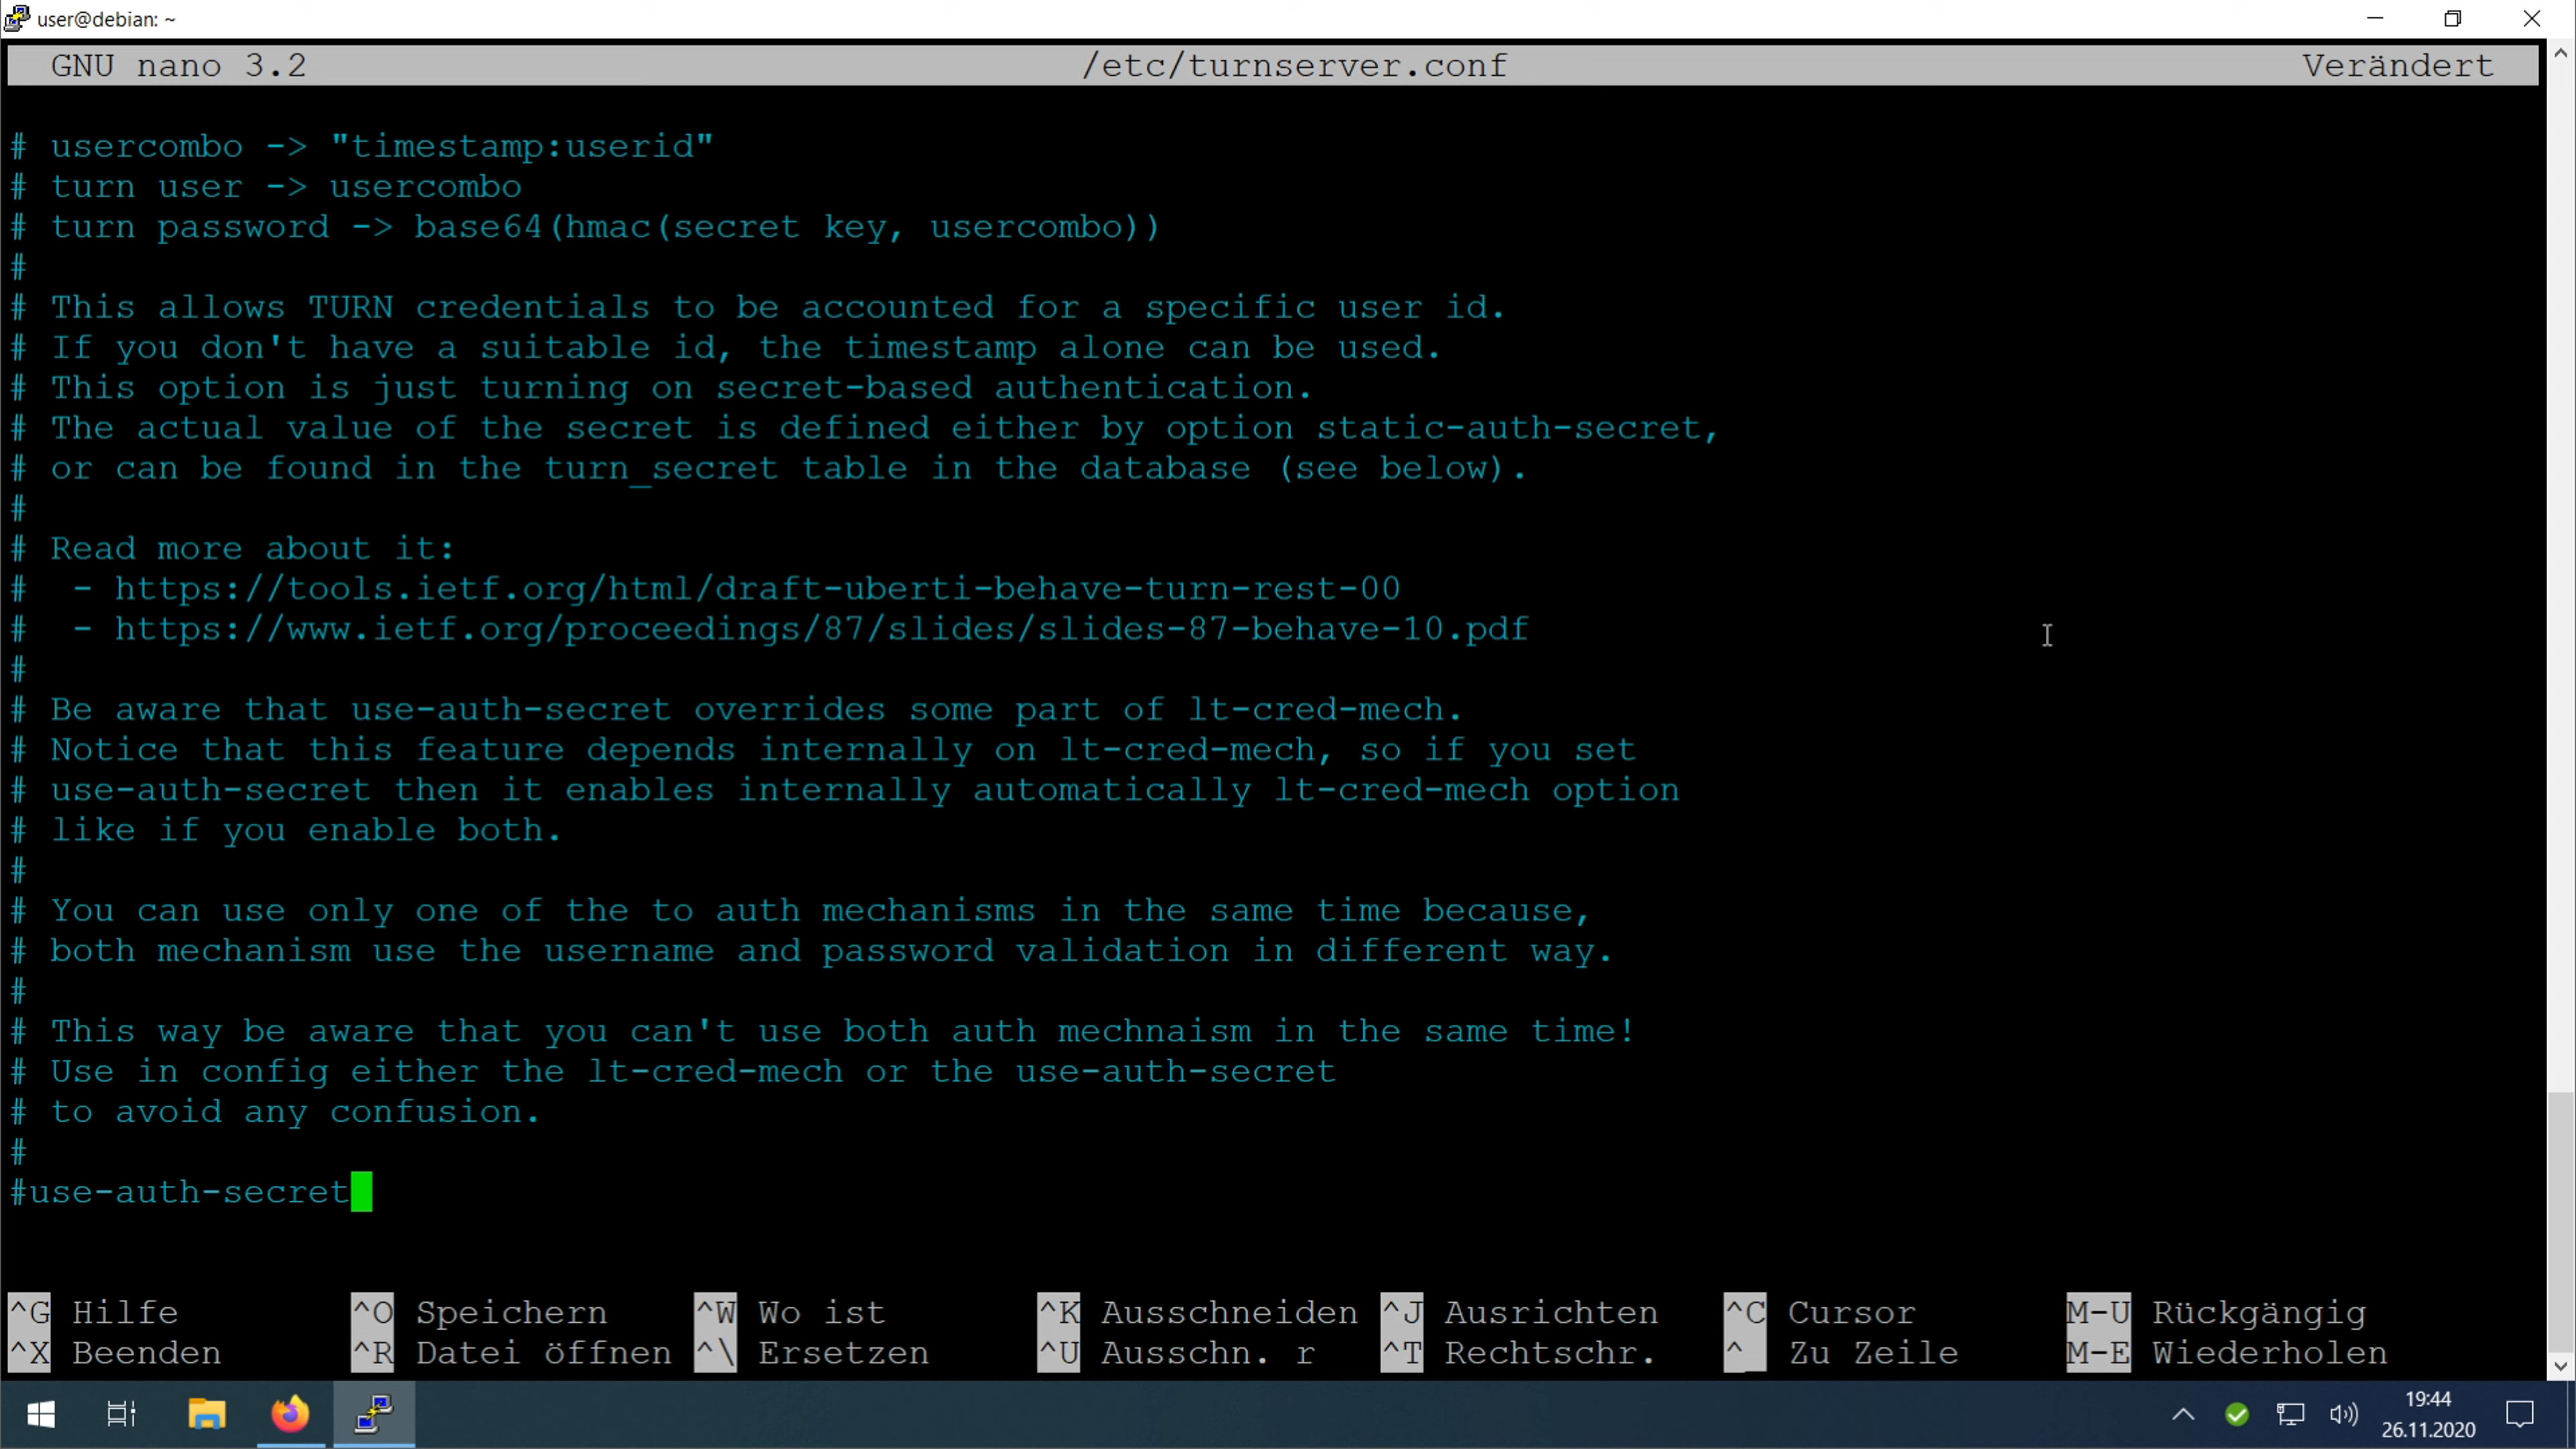 user@debian: ~
GNU nano 3.2 /etc/turnserver.conf Verändert
# usercombo -> "timestamp:userid"
# turn user -> usercombo
# turn password -> base64(hmac(secret key, usercombo))
#
# This allows TURN credentials to be accounted for a specific user id.
# If you don't have a suitable id, the timestamp alone can be used.
# This option is just turning on secret-based authentication.
# The actual value of the secret is defined either by option static-auth-secret,
# or can be found in the turn_secret table in the database (see below).
#
# Read more about it:
#  - https://tools.ietf.org/html/draft-uberti-behave-turn-rest-00
#  - https://www.ietf.org/proceedings/87/slides/slides-87-behave-10.pdf
#
# Be aware that use-auth-secret overrides some part of lt-cred-mech.
# Notice that this feature depends internally on lt-cred-mech, so if you set
# use-auth-secret then it enables internally automatically lt-cred-mech option
# like if you enable both.
#
# You can use only one of the to auth mechanisms in the same time because,
# both mechanism use the username and password validation in different way.
#
# This way be aware that you can't use both auth mechnaism in the same time!
# Use in config either the lt-cred-mech or the use-auth-secret
# to avoid any confusion.
#
#use-auth-secret
^G Hilfe ^O Speichern ^W Wo ist ^K Ausschneiden ^J Ausrichten ^C Cursor M-U Rückgängig
^X Beenden ^R Datei öffnen ^\ Ersetzen ^U Ausschn. r ^T Rechtschr. ^_ Zu Zeile M-E Wiederholen
19:44
26.11.2020